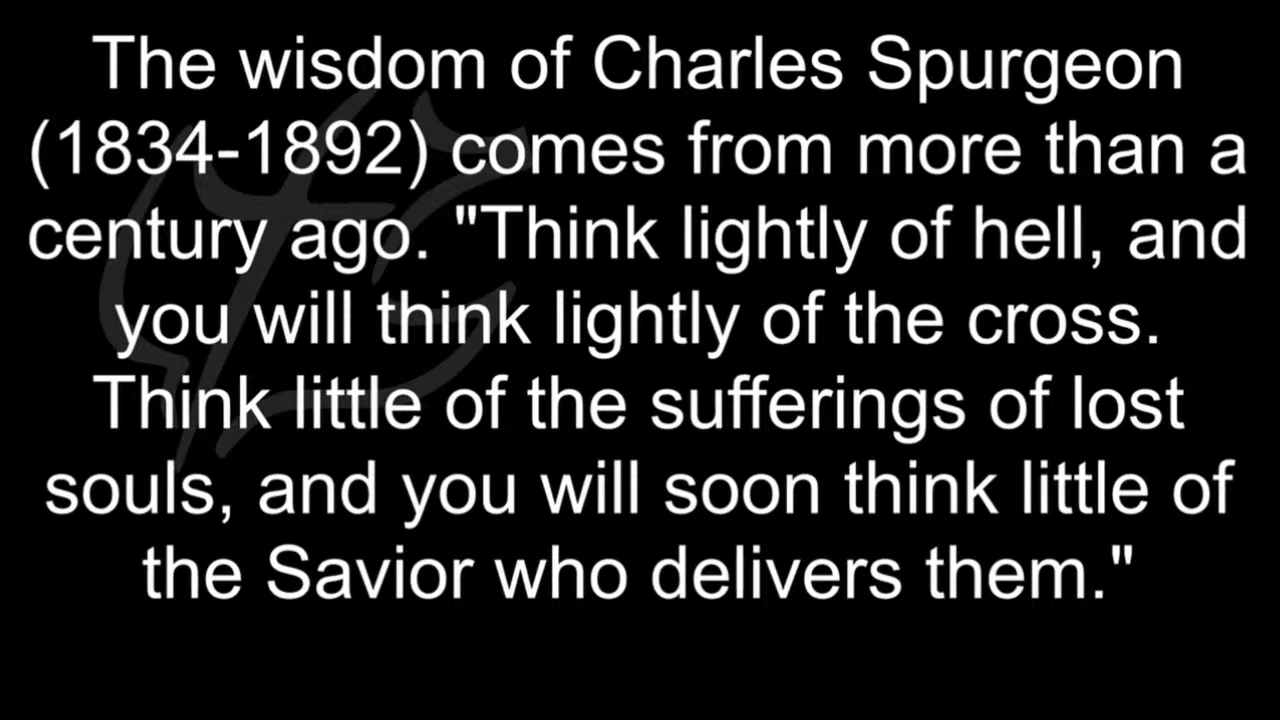 The wisdom of Charles Spurgeon
(1834-1892) comes from more than a
century ago. "Think lightly of hell, and
you will think lightly of the cross.
Think little of the sufferings of lost
souls, and you will soon think little of
the Savior who delivers them."